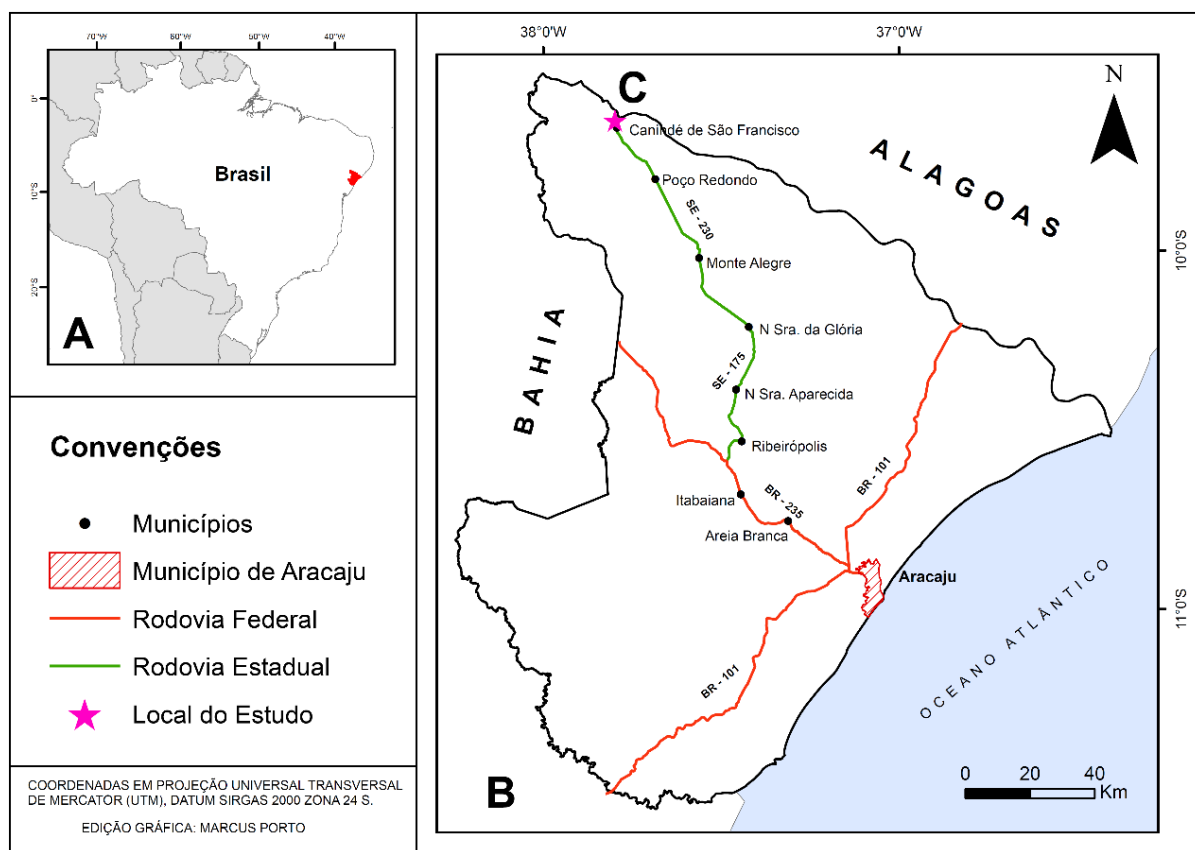 70°W
60°W
50°W
40°W
0°
10°S
20°S
Brasil
A
Convenções
Municípios
Município de Aracaju
Rodovia Federal
Rodovia Estadual
Local do Estudo
COORDENADAS EM PROJEÇÃO UNIVERSAL TRANSVERSAL
DE MERCATOR (UTM), DATUM SIRGAS 2000 ZONA 24 S.
EDIÇÃO GRÁFICA: MARCUS PORTO
38°0'W
37°0'W
C
N
Canindé de São Francisco
ALAGOAS
Poço Redondo
SE - 230
10°0'S
Monte Alegre
BAHIA
N Sra. da Glória
SE - 175
N Sra. Aparecida
Ribeirópolis
BR - 101
Itabaiana
BR - 235
Areia Branca
Aracaju
11°0'S
OCEANO ATLÂNTICO
BR - 101
B
0 20 40
Km